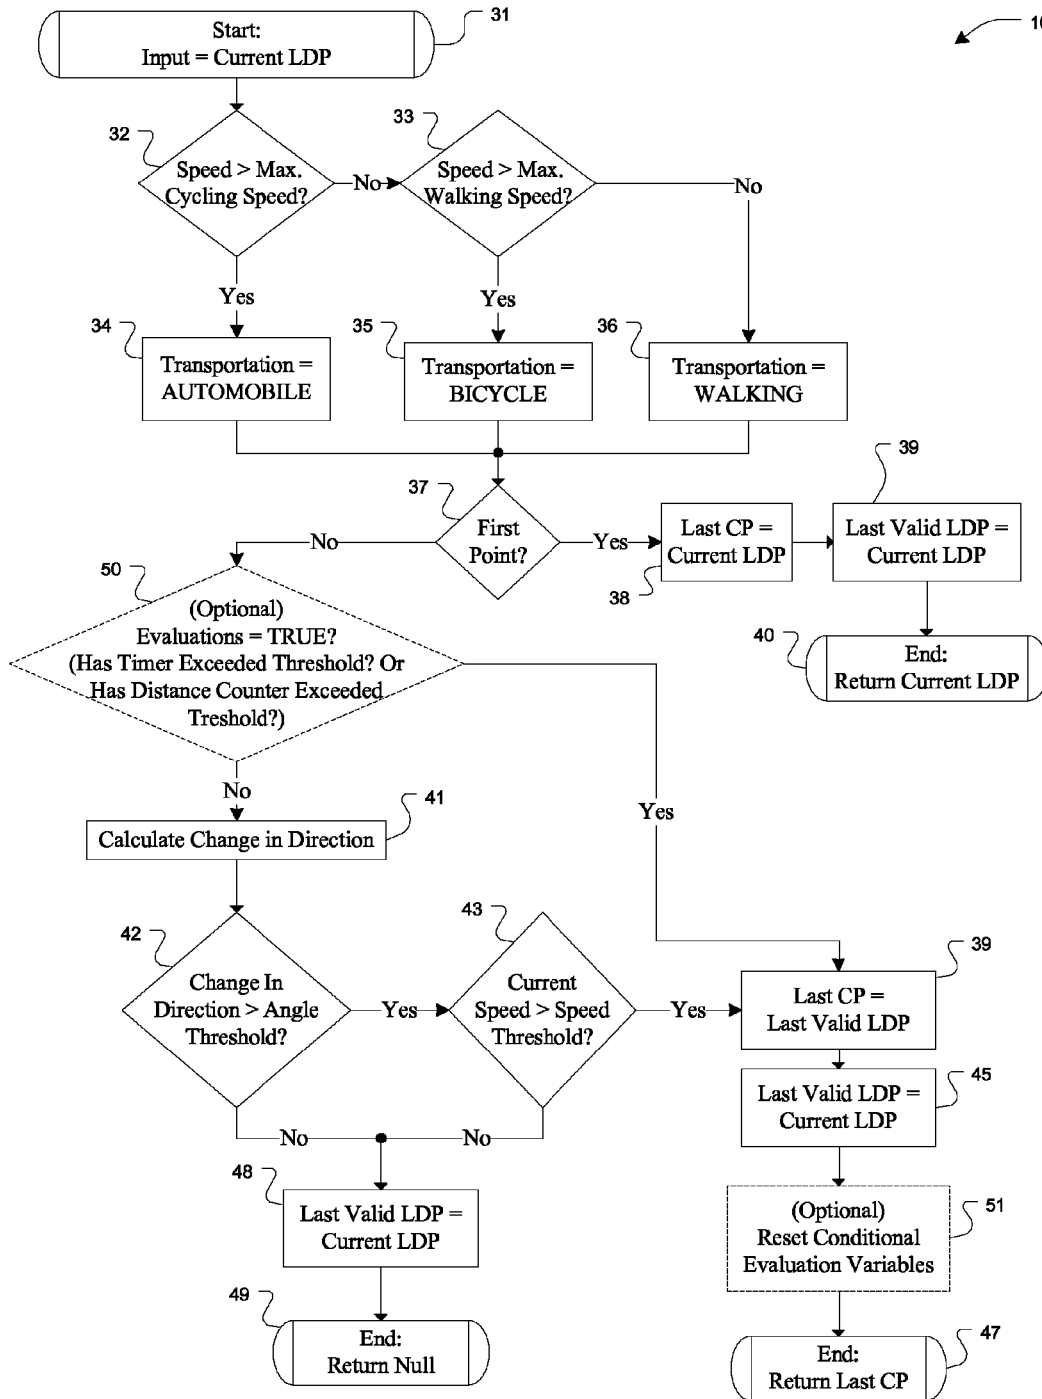 31
Start:
Input = Current LDP
10
32
Speed > Max.
Cycling Speed?
No
33
Speed > Max.
Walking Speed?
No
Yes
Yes
34
Transportation =
AUTOMOBILE
35
Transportation =
BICYCLE
36
Transportation =
WALKING
37
First
Point?
No
Yes
38
Last CP =
Current LDP
39
Last Valid LDP =
Current LDP
40
End:
Return Current LDP
50
(Optional)
Evaluations = TRUE?
(Has Timer Exceeded Threshold? Or
Has Distance Counter Exceeded
Treshold?)
No
Yes
41
Calculate Change in Direction
42
Change In
Direction > Angle
Threshold?
Yes
43
Current
Speed > Speed
Threshold?
Yes
39
Last CP =
Last Valid LDP
45
Last Valid LDP =
Current LDP
No
No
48
Last Valid LDP =
Current LDP
51
(Optional)
Reset Conditional
Evaluation Variables
49
End:
Return Null
47
End:
Return Last CP